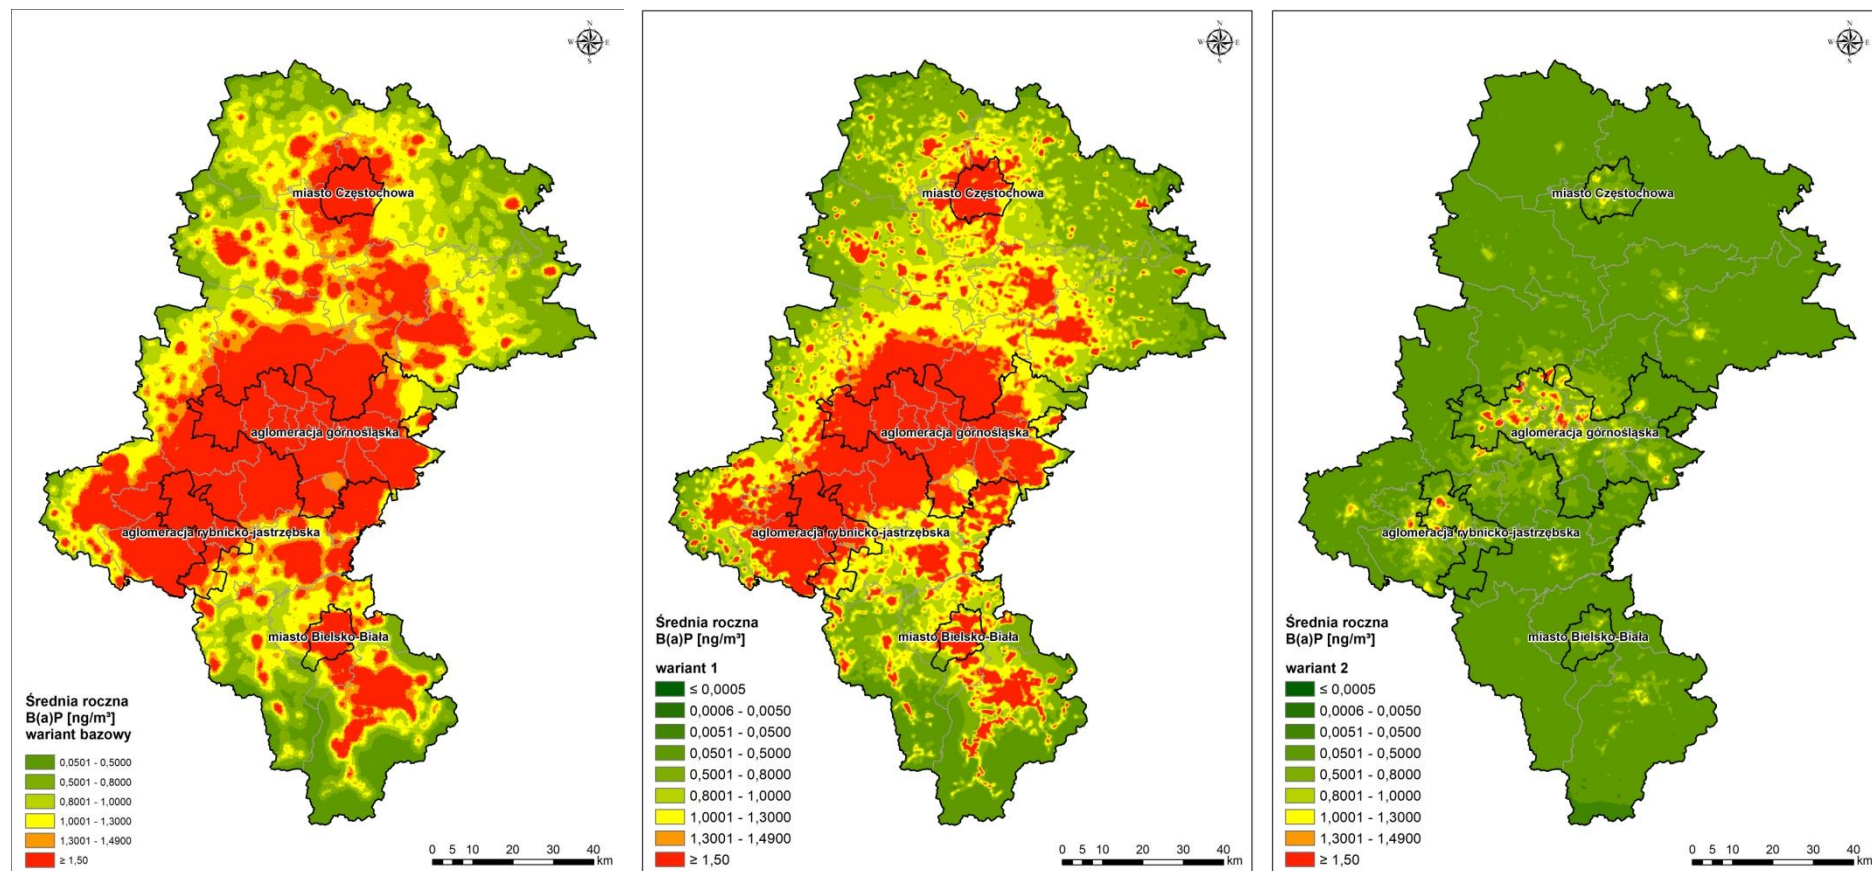 N
W E
S
miasto Częstochowa
aglomeracja górnośląska
aglomeracja rybnicko-jastrzębska
miasto Bielsko-Biała
Średnia roczna
B(a)P [ng/m³]
wariant bazowy
0,0501 - 0,5000
0,5001 - 0,8000
0,8001 - 1,0000
1,0001 - 1,3000
1,3001 - 1,4900
≥ 1,50
0 5 10 20 30 40
km
N
W E
S
miasto Częstochowa
aglomeracja górnośląska
aglomeracja rybnicko-jastrzębska
miasto Bielsko-Biała
Średnia roczna
B(a)P [ng/m³]
wariant 1
≤ 0,0005
0,0006 - 0,0050
0,0051 - 0,0500
0,0501 - 0,5000
0,5001 - 0,8000
0,8001 - 1,0000
1,0001 - 1,3000
1,3001 - 1,4900
≥ 1,50
0 5 10 20 30 40
km
N
W E
S
miasto Częstochowa
aglomeracja górnośląska
aglomeracja rybnicko-jastrzębska
miasto Bielsko-Biała
Średnia roczna
B(a)P [ng/m³]
wariant 2
≤ 0,0005
0,0006 - 0,0050
0,0051 - 0,0500
0,0501 - 0,5000
0,5001 - 0,8000
0,8001 - 1,0000
1,0001 - 1,3000
1,3001 - 1,4900
≥ 1,50
0 5 10 20 30 40
km